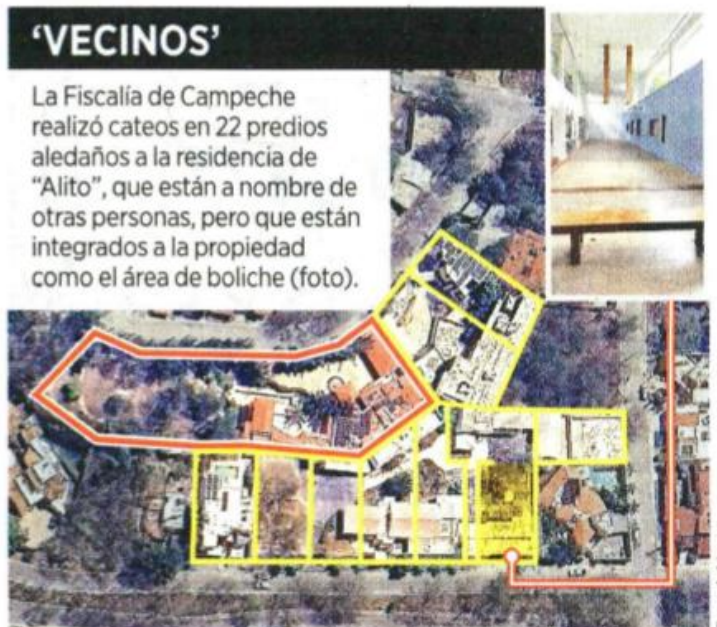 ‘VECINOS’
La Fiscalía de Campeche
realizó cateos en 22 predios
aledaños a la residencia de
“Alito”, que están a nombre de
otras personas, pero que están
integrados a la propiedad
como el área de boliche (foto).